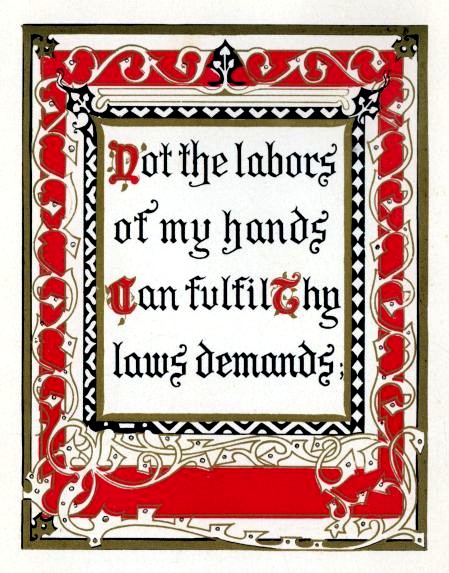 Not the labors
of my hands
Can fulfil Thy
laws demands;